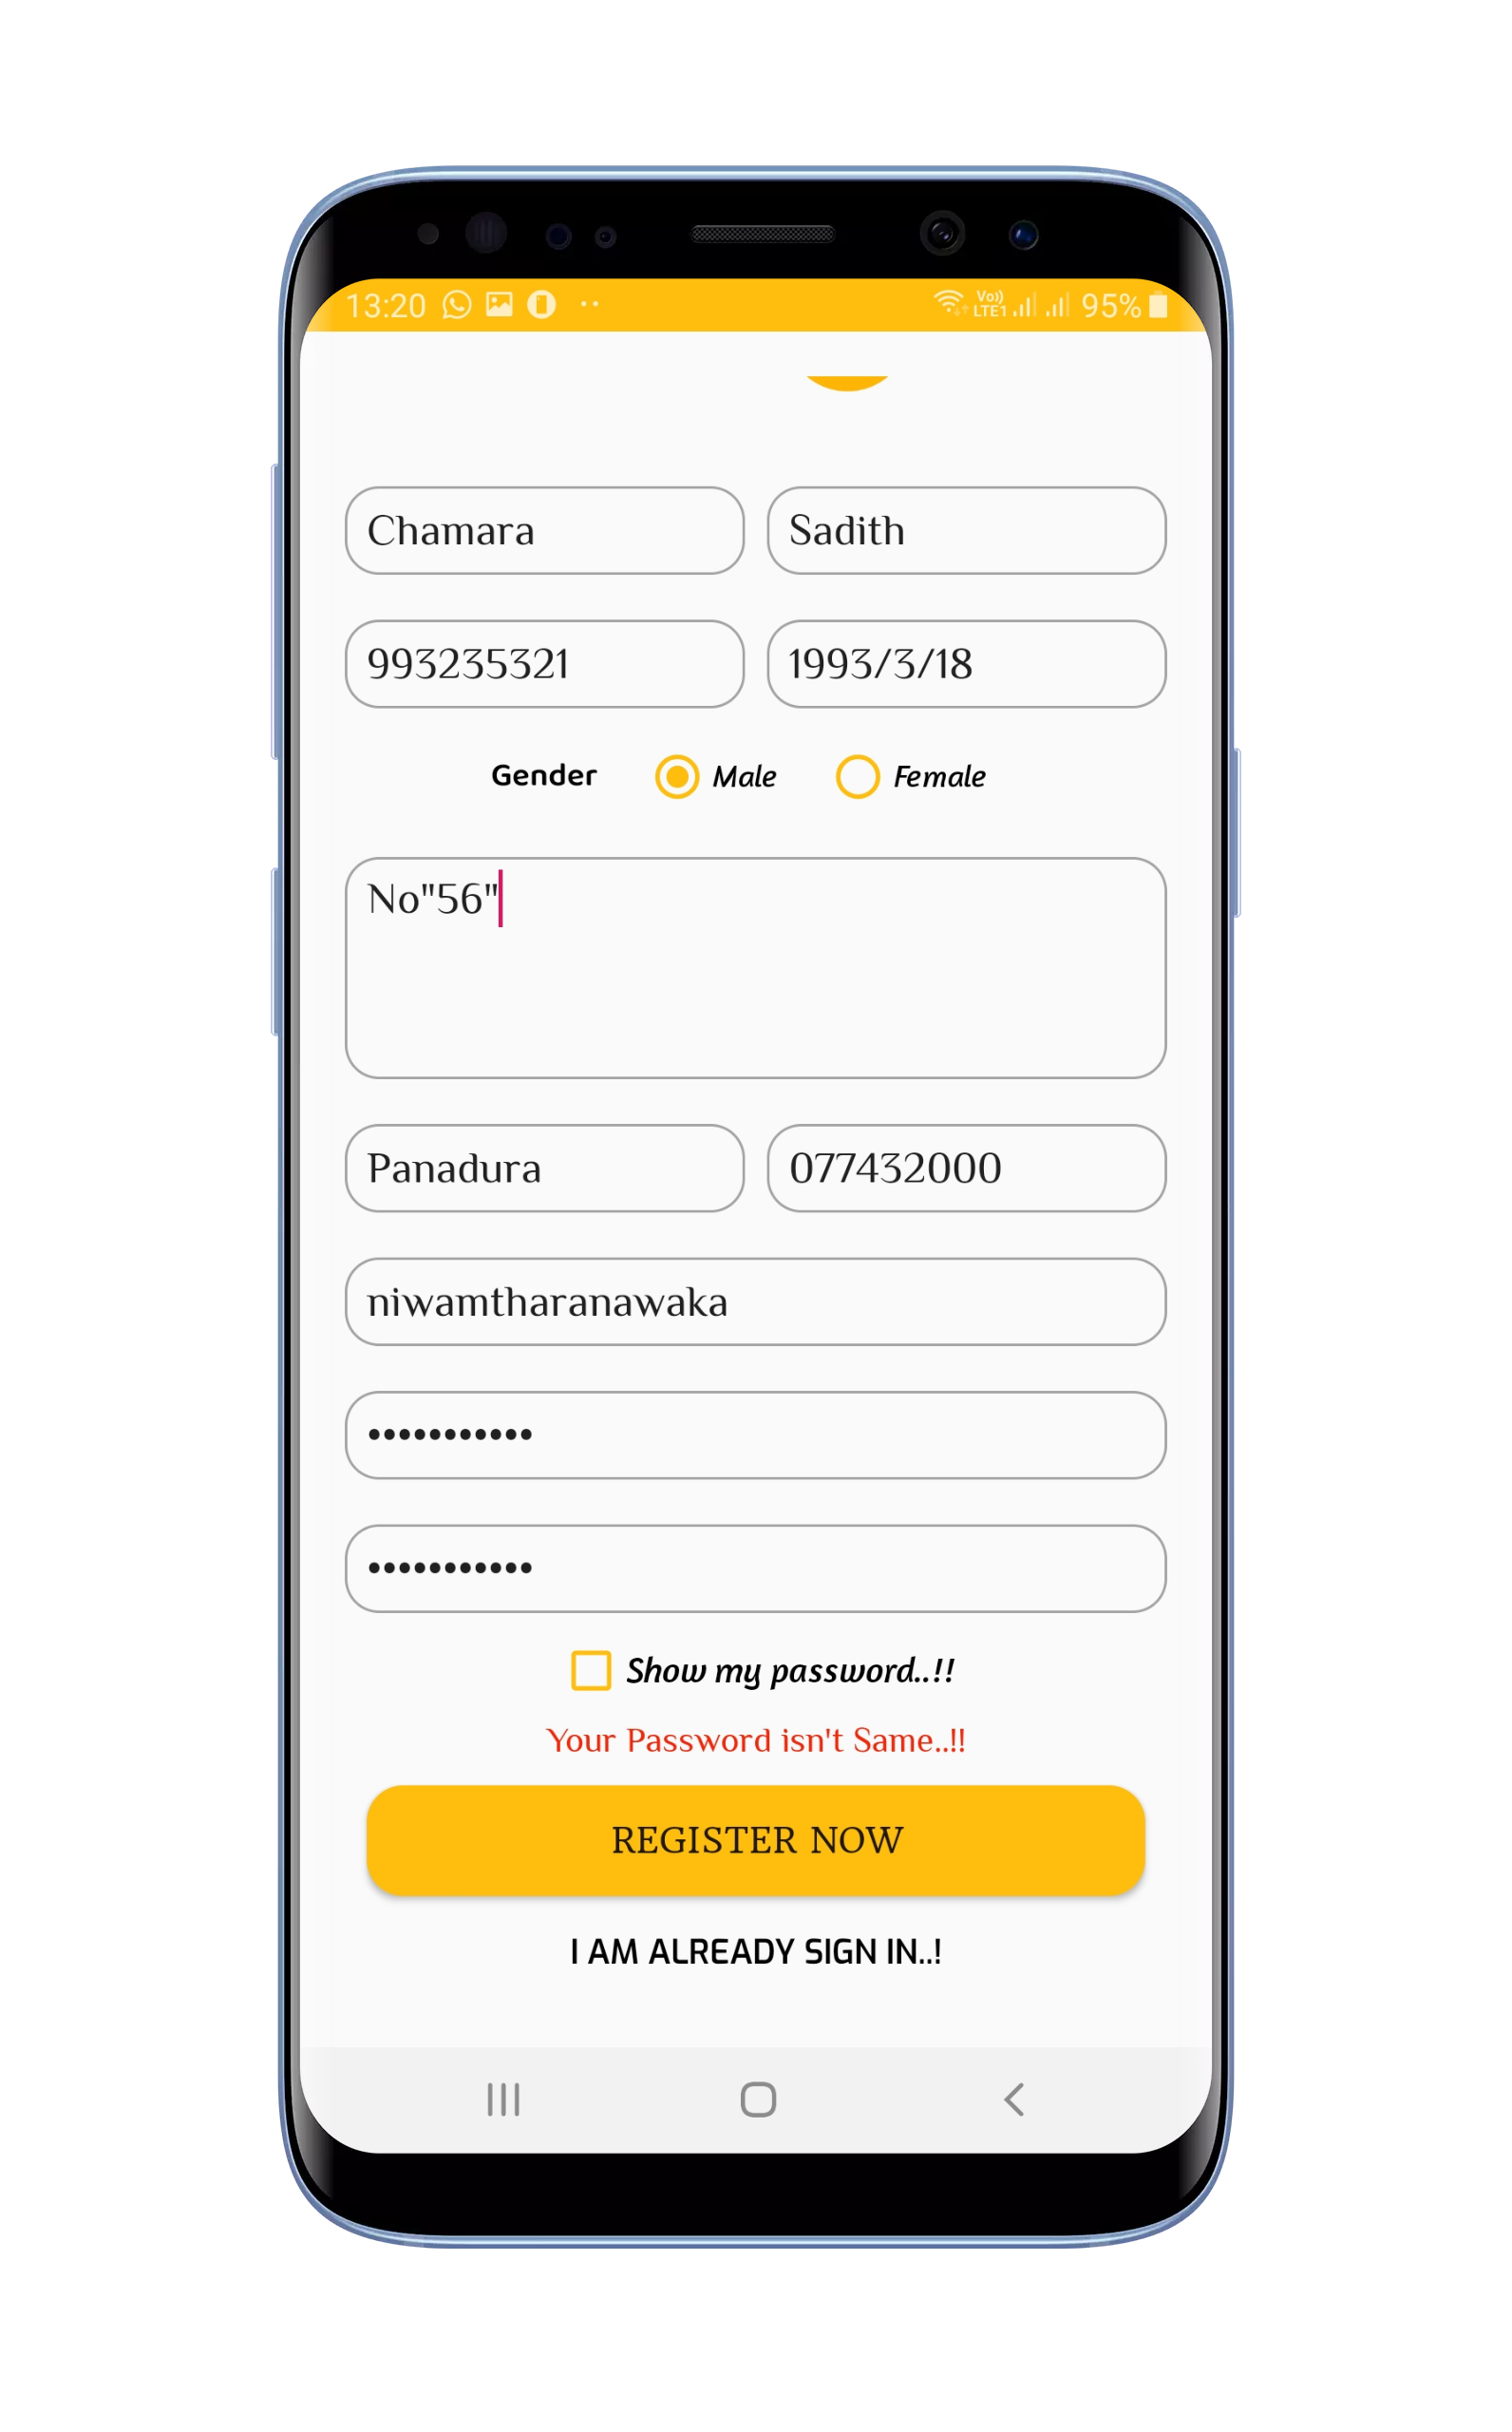 13:20 Vo)) LTE1 95%
Chamara Sadith
993235321 1993/3/18
Gender Male Female
No"56"
Panadura 077432000
niwamtharanawaka
•••••••••••
•••••••••••
Show my password..!!
Your Password isn't Same..!!
REGISTER NOW
I AM ALREADY SIGN IN..!